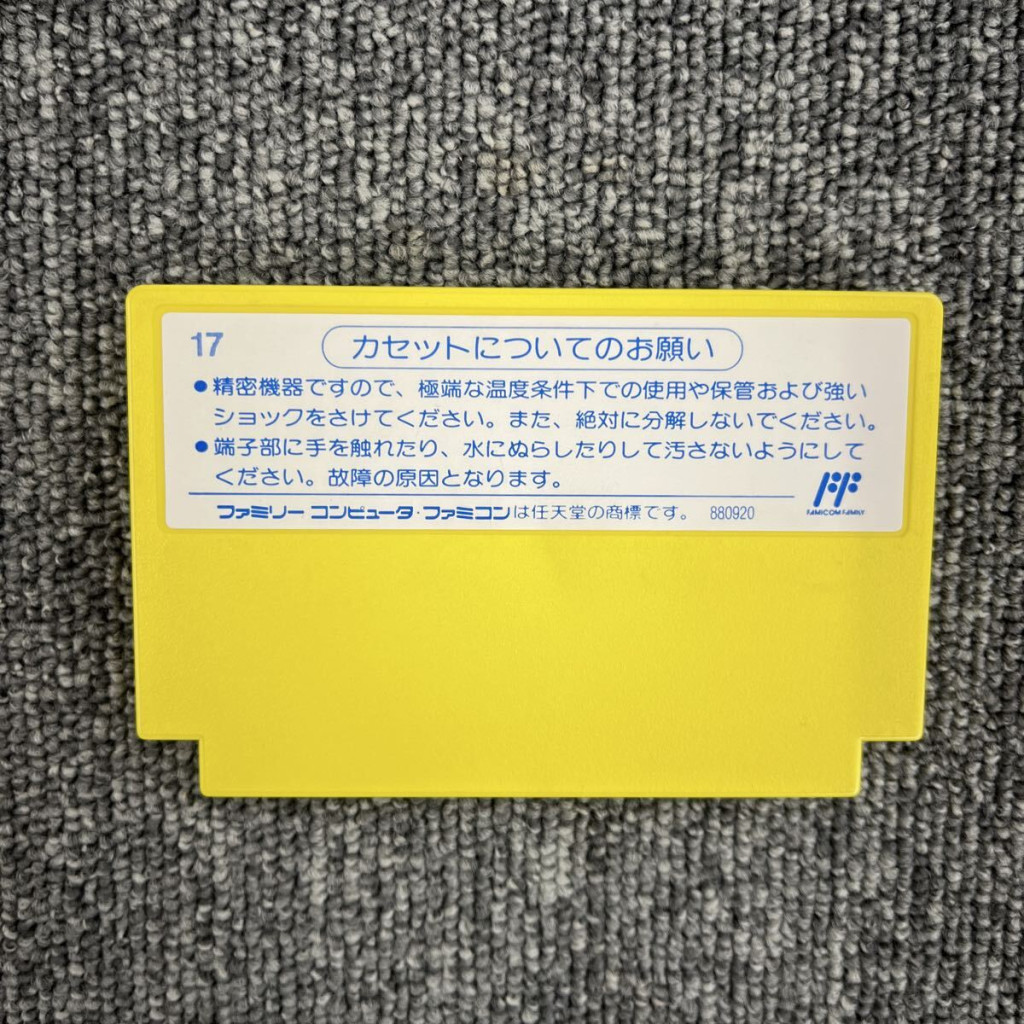 17
カセットについてのお願い
●精密機器ですので、極端な温度条件下での使用や保管および強い
ショックをさけてください。また、絶対に分解しないでください。
●端子部に手を触れたり、水にぬらしたりして汚さないようにして
ください。故障の原因となります。
FF
FAMICOM FAMILY
ファミリー コンピュータ・ファミコンは任天堂の商標です。 880920